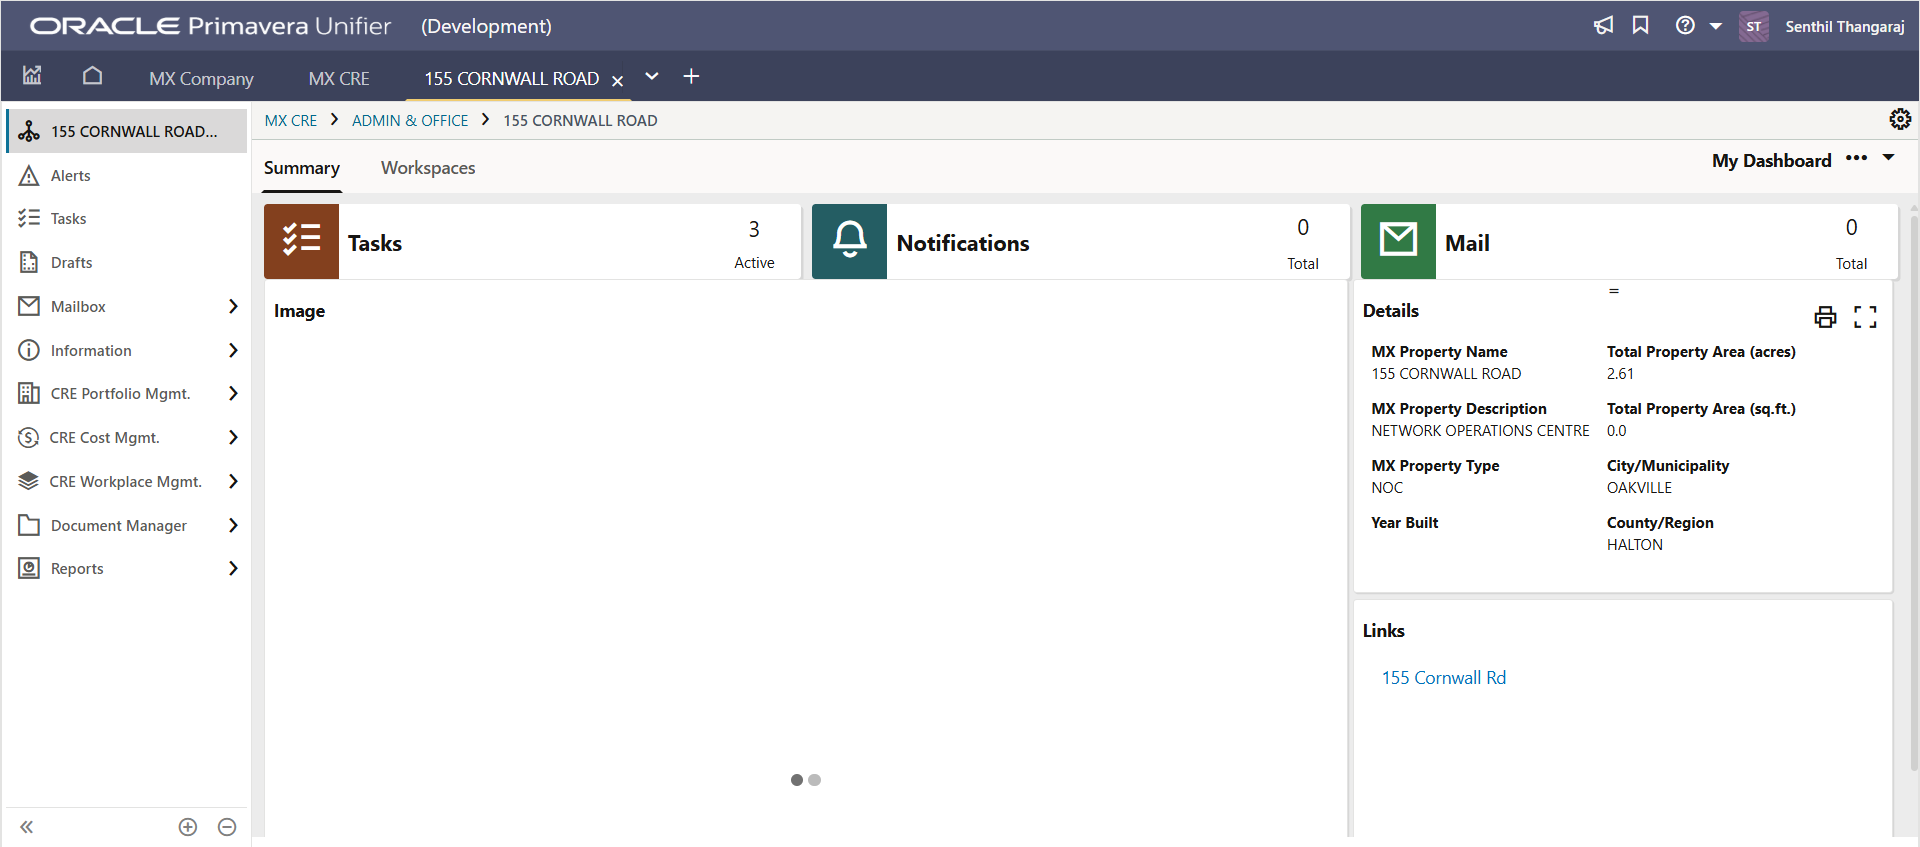 ORACLE Primavera Unifier (Development)
ST Senthil Thangaraj
MX Company MX CRE 155 CORNWALL ROAD
155 CORNWALL ROAD...
Alerts
Tasks
Drafts
Mailbox
Information
CRE Portfolio Mgmt.
CRE Cost Mgmt.
CRE Workplace Mgmt.
Document Manager
Reports
MX CRE > ADMIN & OFFICE > 155 CORNWALL ROAD
Summary Workspaces
My Dashboard
Tasks
3
Active
Notifications
0
Total
Mail
0
Total
Image
Details
MX Property Name
155 CORNWALL ROAD
Total Property Area (acres)
2.61
MX Property Description
NETWORK OPERATIONS CENTRE
Total Property Area (sq.ft.)
0.0
MX Property Type
NOC
City/Municipality
OAKVILLE
Year Built
County/Region
HALTON
Links
155 Cornwall Rd